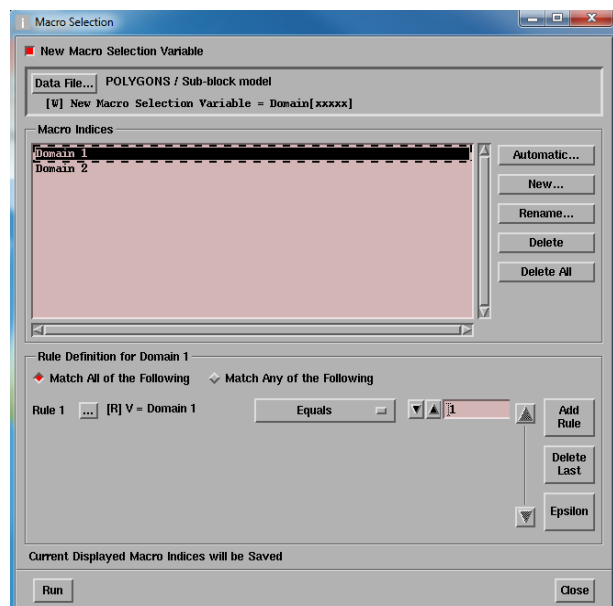 Macro Selection
New Macro Selection Variable
Data File... POLYGONS / Sub-block model
[W] New Macro Selection Variable = Domain[xxxxx]
Macro Indices
Domain 1
Domain 2
Automatic...
New...
Rename...
Delete
Delete All
Rule Definition for Domain 1
Match All of the Following Match Any of the Following
Rule 1 ... [R] V = Domain 1 Equals 1
Add
Rule
Delete
Last
Epsilon
Current Displayed Macro Indices will be Saved
Run Close